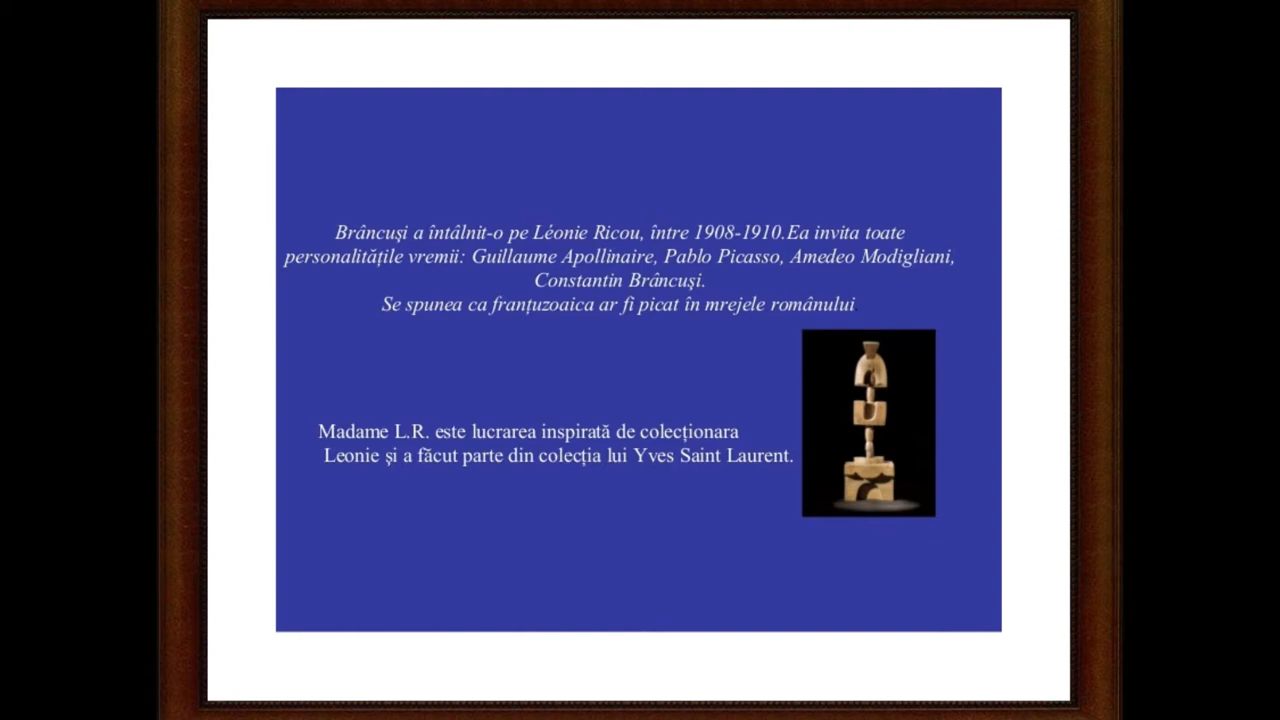 Brâncuşi a întâlnit-o pe Léonie Ricou, între 1908-1910.Ea invita toate
personalitățile vremii: Guillaume Apollinaire, Pablo Picasso, Amedeo Modigliani,
Constantin Brâncuşi.
Se spunea ca franțuzoaica ar fi picat în mrejele românului.
Madame L.R. este lucrarea inspirată de colecționara
Leonie și a făcut parte din colecția lui Yves Saint Laurent.